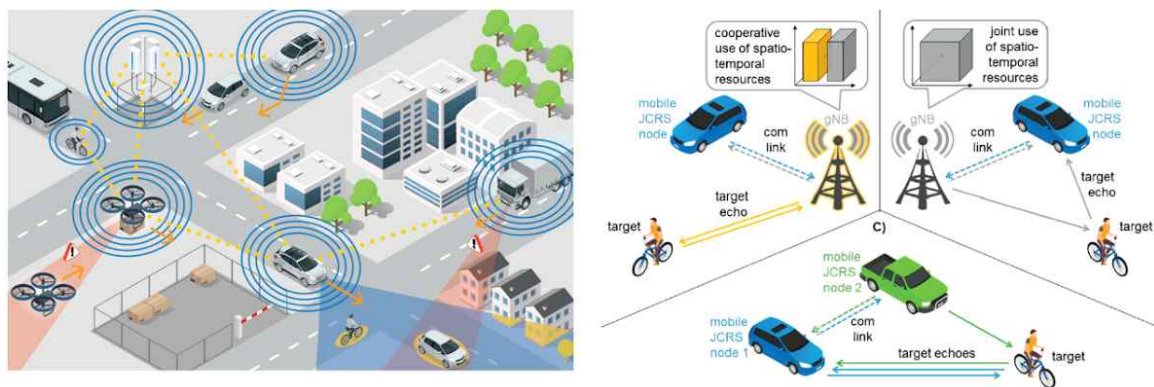 cooperative
use of spatio-
temporal
resources
joint use
of spatio-
temporal
resources
mobile
JCRS
node
com
link
gNB
target
echo
target
gNB
com
link
mobile
JCRS
node
target
echo
target
C)
mobile
JCRS
node 2
com
link
mobile
JCRS
node 1
target echoes
target